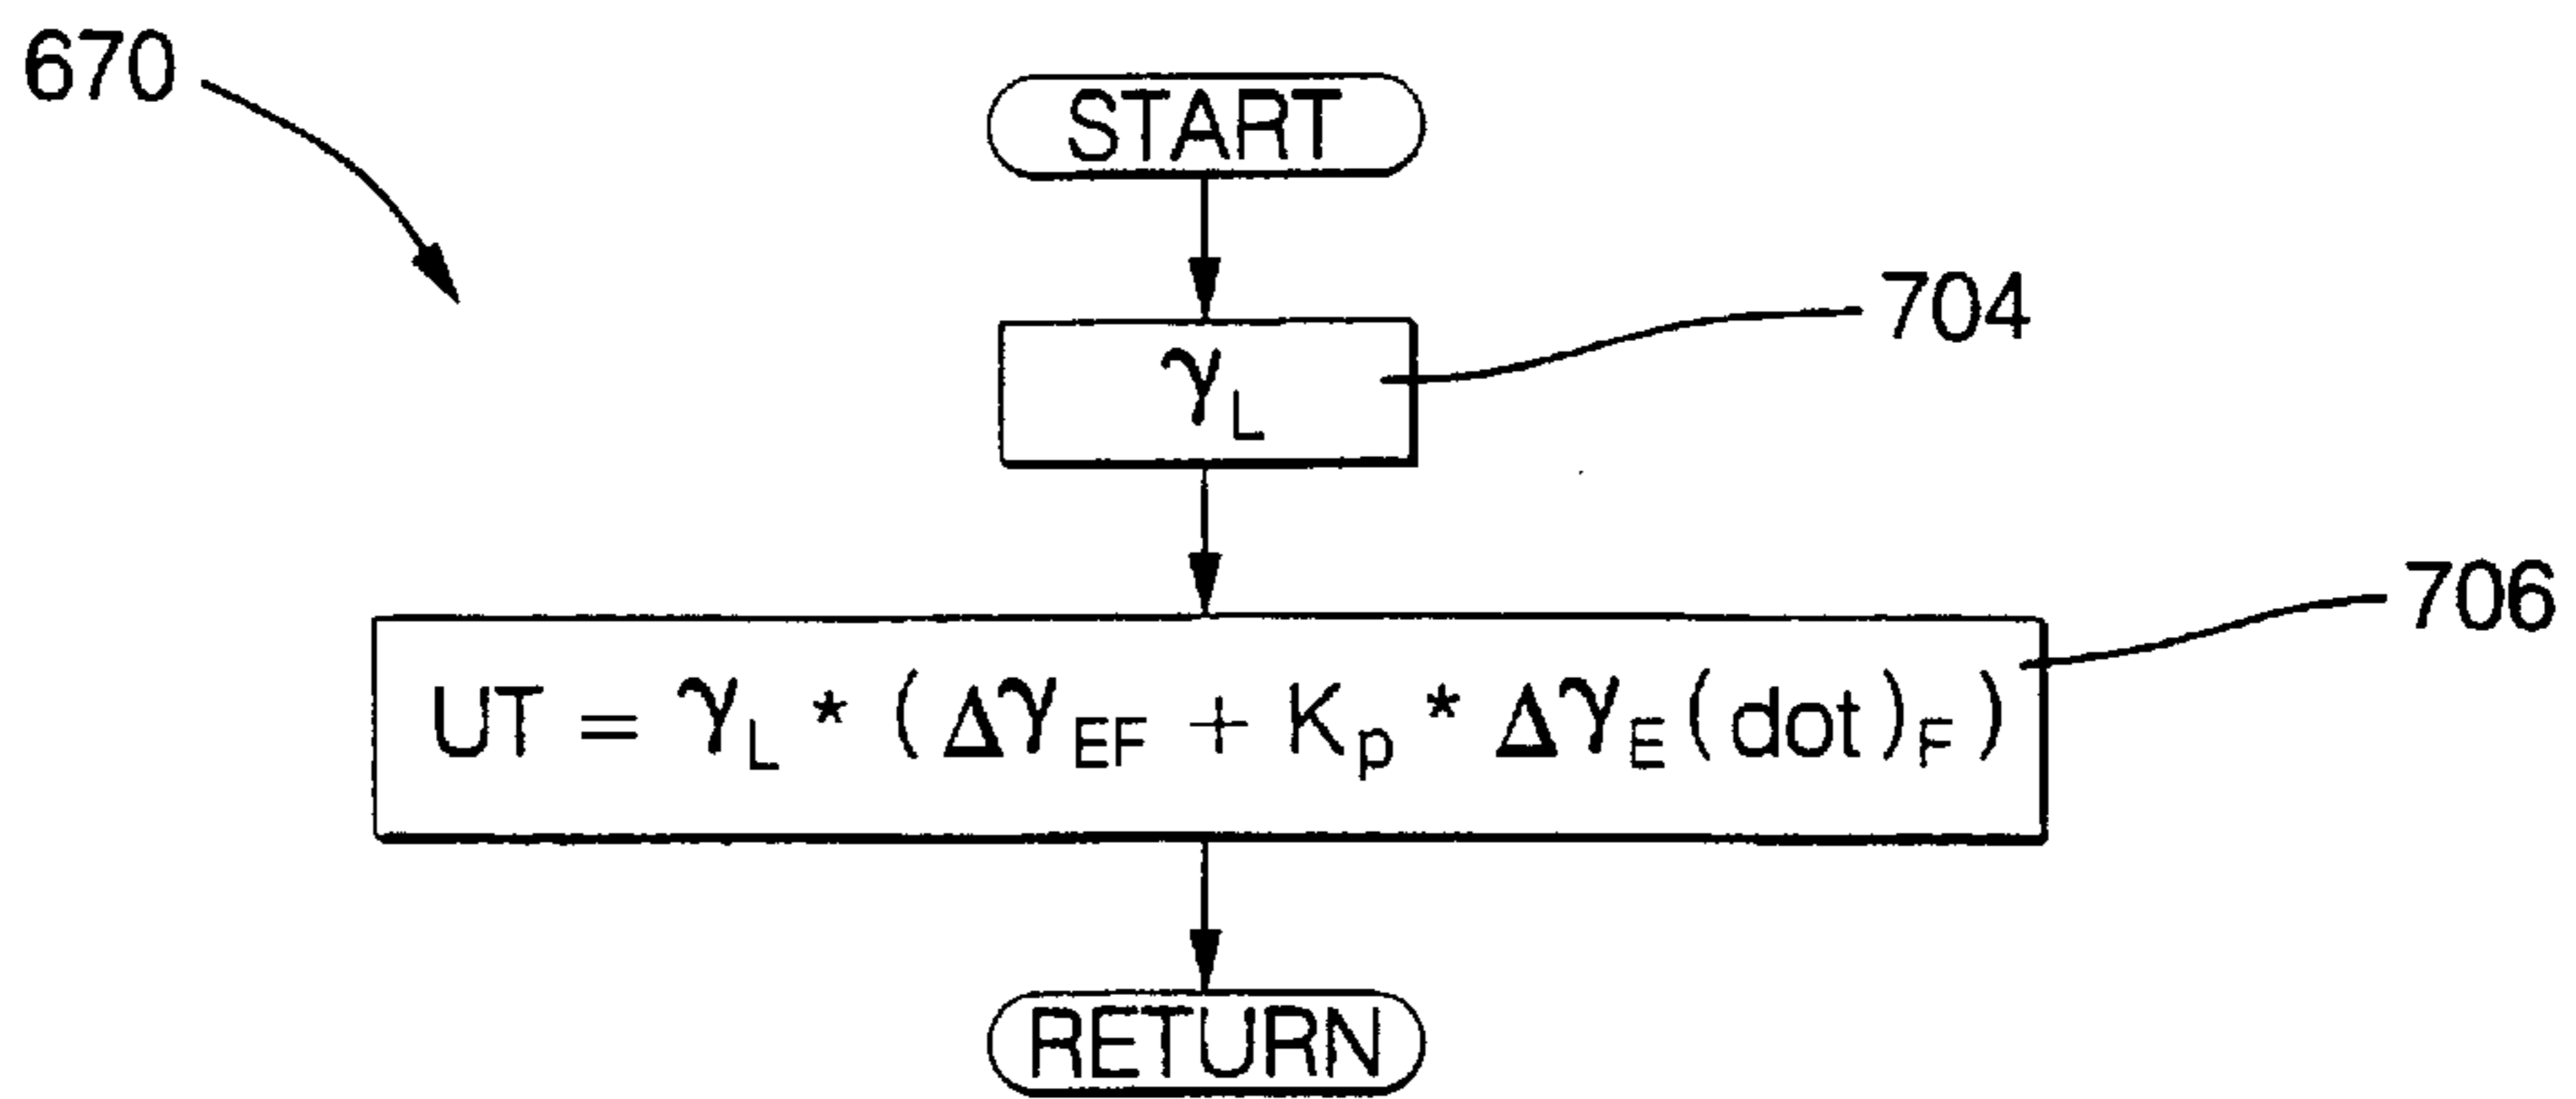 670
START
704
γL
706
UT = γL * (ΔγEF + Kp * ΔγE(dot)F)
RETURN